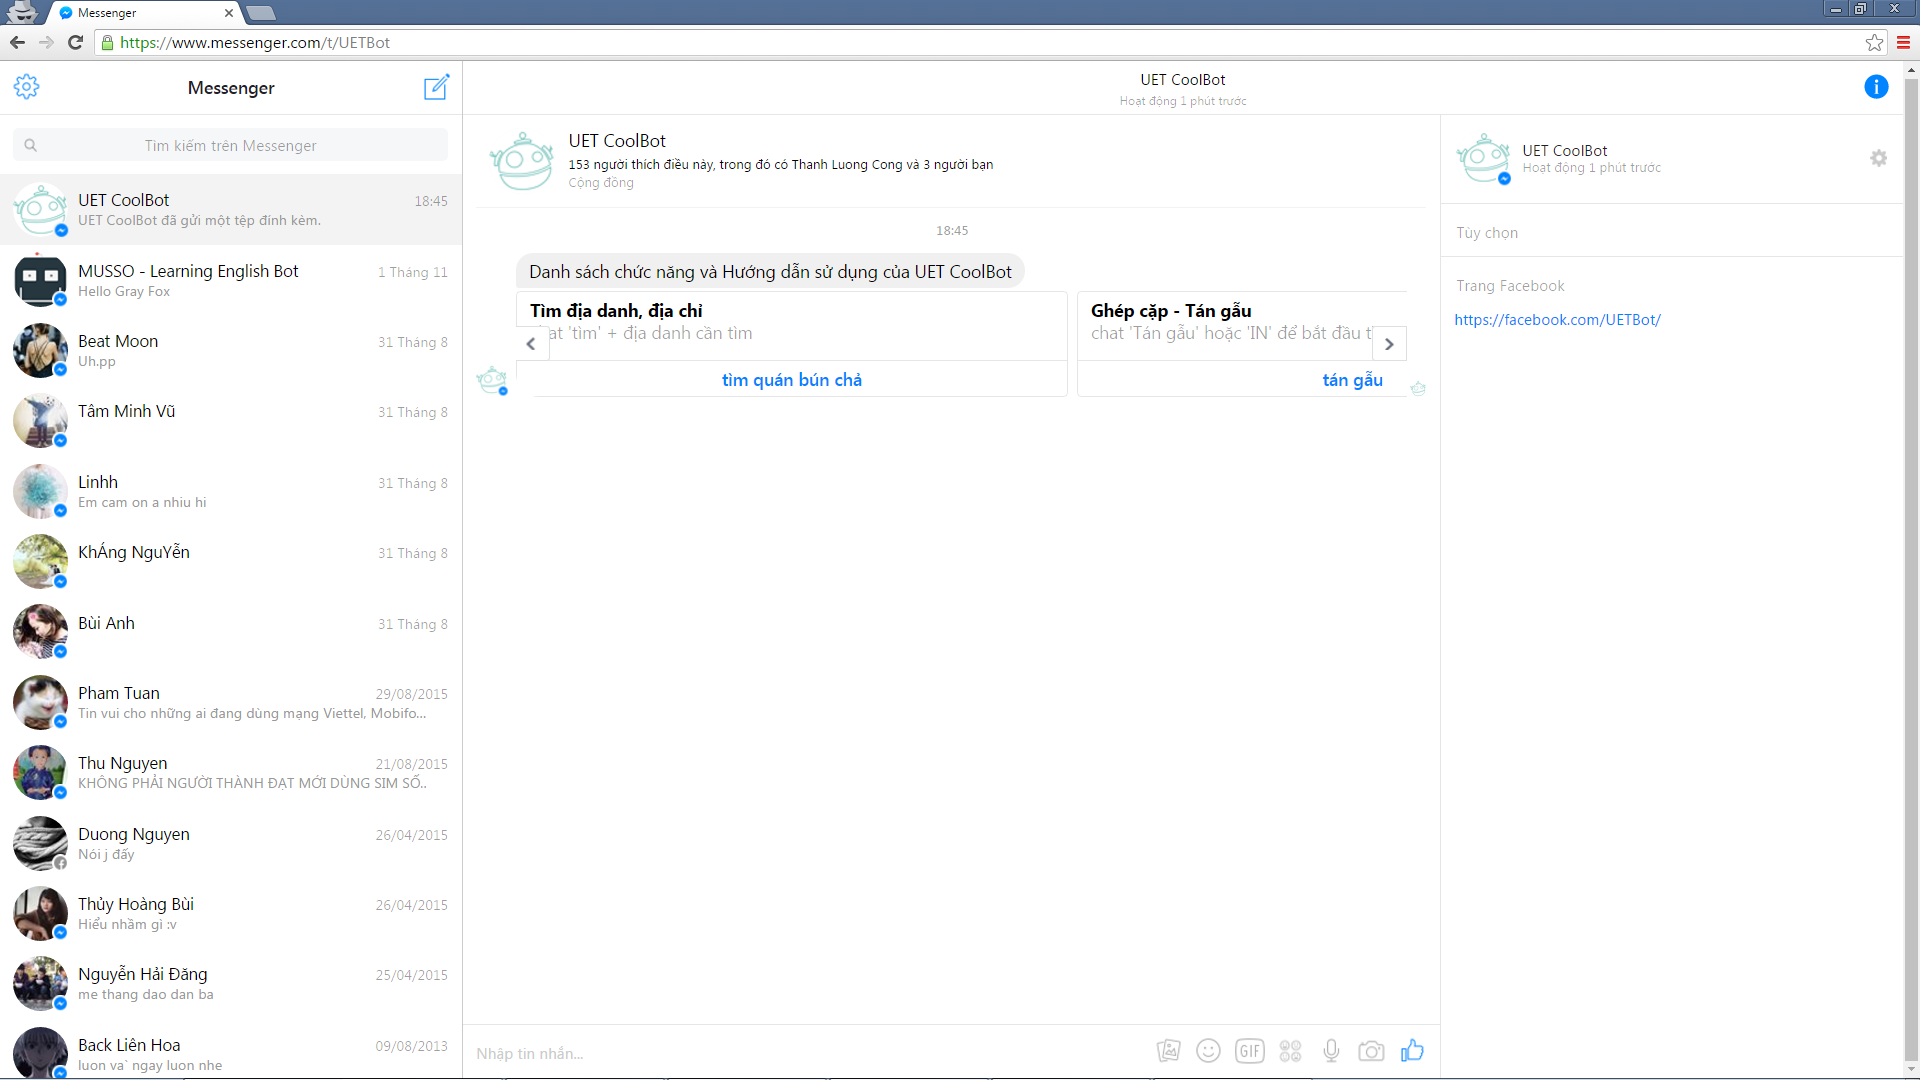 Messenger
https://www.messenger.com/t/UETBot
Messenger
Tìm kiếm trên Messenger
UET CoolBot
18:45
UET CoolBot đã gửi một tệp đính kèm.
MUSSO - Learning English Bot
1 Tháng 11
Hello Gray Fox
Beat Moon
31 Tháng 8
Uh.pp
Tâm Minh Vũ
31 Tháng 8
Linhh
31 Tháng 8
Em cam on a nhiu hi
KhÁng NguYễn
31 Tháng 8
Bùi Anh
31 Tháng 8
Pham Tuan
29/08/2015
Tin vui cho những ai đang dùng mạng Viettel, Mobifo...
Thu Nguyen
21/08/2015
KHÔNG PHẢI NGƯỜI THÀNH ĐẠT MỚI DÙNG SIM SỐ..
Duong Nguyen
26/04/2015
Nói j đấy
Thủy Hoàng Bùi
26/04/2015
Hiểu nhầm gì :v
Nguyễn Hải Đăng
25/04/2015
me thang dao dan ba
Back Liên Hoa
09/08/2013
luon va` ngay luon nhe
UET CoolBot
Hoạt động 1 phút trước
UET CoolBot
153 người thích điều này, trong đó có Thanh Luong Cong và 3 người bạn
Cộng đồng
18:45
Danh sách chức năng và Hướng dẫn sử dụng của UET CoolBot
Tìm địa danh, địa chỉ
at 'tìm' + địa danh cần tìm
tìm quán bún chả
Ghép cặp - Tán gẫu
chat 'Tán gẫu' hoặc 'IN' để bắt đầu t
tán gẫu
Nhập tin nhắn...
GIF
UET CoolBot
Hoạt động 1 phút trước
Tùy chọn
Trang Facebook
https://facebook.com/UETBot/